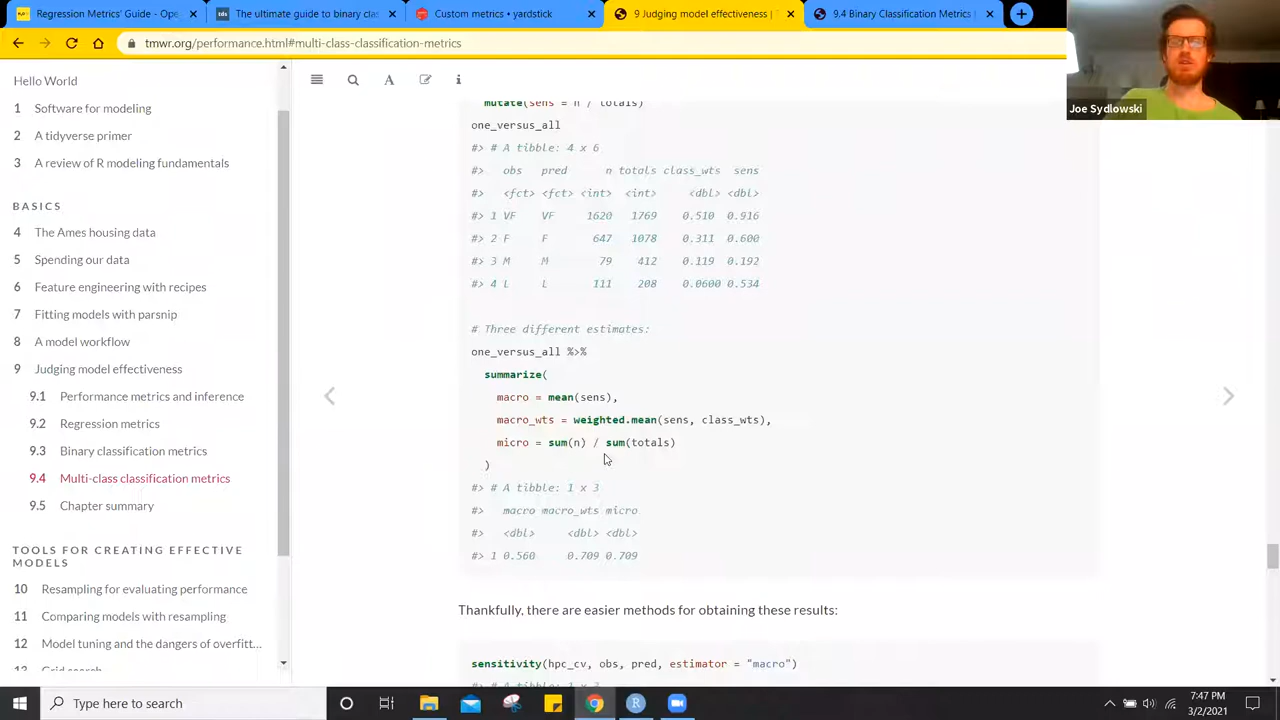 Regression Metrics' Guide - Ope
The ultimate guide to binary clas
Custom metrics • yardstick
9 Judging model effectiveness | T
9.4 Binary Classification Metrics |
tmwr.org/performance.html#multi-class-classification-metrics
Joe Sydlowski
Hello World
1 Software for modeling
2 A tidyverse primer
3 A review of R modeling fundamentals
BASICS
4 The Ames housing data
5 Spending our data
6 Feature engineering with recipes
7 Fitting models with parsnip
8 A model workflow
9 Judging model effectiveness
9.1 Performance metrics and inference
9.2 Regression metrics
9.3 Binary classification metrics
9.4 Multi-class classification metrics
9.5 Chapter summary
TOOLS FOR CREATING EFFECTIVE
MODELS
10 Resampling for evaluating performance
11 Comparing models with resampling
12 Model tuning and the dangers of overfitt...
13 Grid search
mutate(sens = n / totals)
one_versus_all
#> # A tibble: 4 x 6
#> obs pred n totals class_wts sens
#> <fct> <fct> <int> <int> <dbl> <dbl>
#> 1 VF VF 1620 1769 0.510 0.916
#> 2 F F 647 1078 0.311 0.600
#> 3 M M 79 412 0.119 0.192
#> 4 L L 111 208 0.0600 0.534
# Three different estimates:
one_versus_all %>%
summarize(
macro = mean(sens),
macro_wts = weighted.mean(sens, class_wts),
micro = sum(n) / sum(totals)
)
#> # A tibble: 1 x 3
#> macro macro_wts micro
#> <dbl> <dbl> <dbl>
#> 1 0.560 0.709 0.709
Thankfully, there are easier methods for obtaining these results:
sensitivity(hpc_cv, obs, pred, estimator = "macro")
#> # A tibble: 1 x 3
Type here to search
7:47 PM
3/2/2021